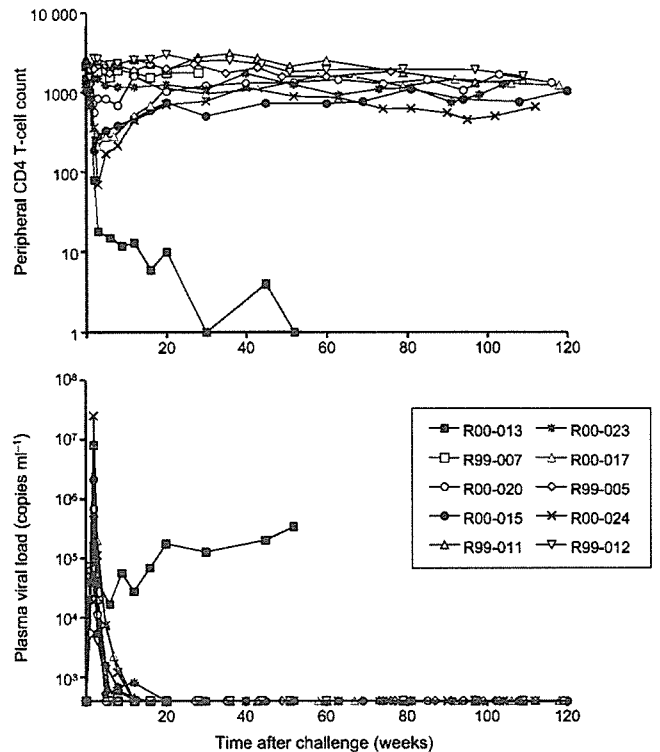 Peripheral CD4 T-cell count
10 000
1000
100
10
1
0
20
40
60
80
100
120
Plasma viral load (copies ml⁻¹)
10⁸
10⁷
10⁶
10⁵
10⁴
10³
0
20
40
60
80
100
120
Time after challenge (weeks)
R00-013
R00-023
R99-007
R00-017
R00-020
R99-005
R00-015
R00-024
R99-011
R99-012